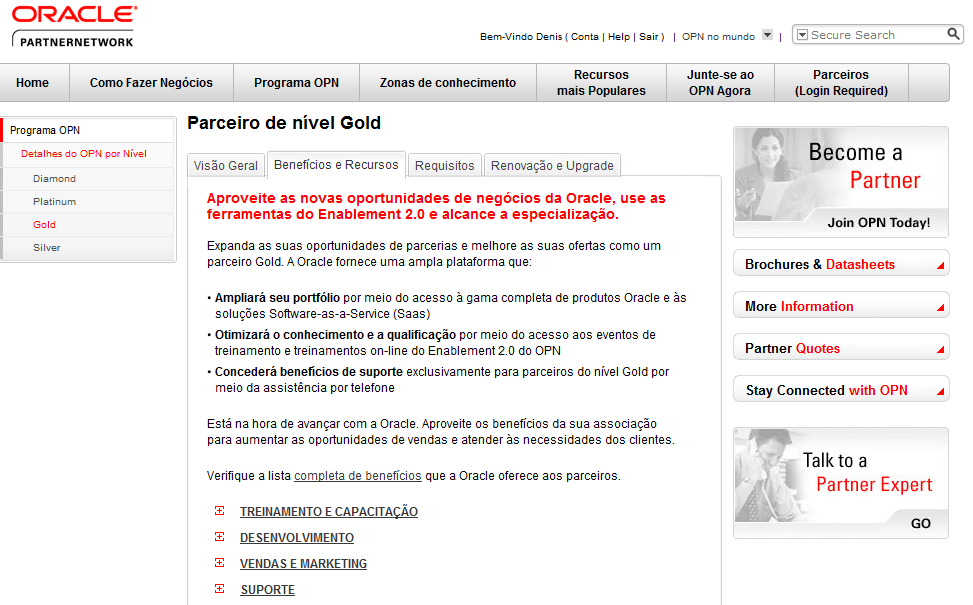 ORACLE
PARTNERNETWORK
Bem-Vindo Denis ( Conta | Help | Sair ) | OPN no mundo |
Secure Search
Home
Como Fazer Negócios
Programa OPN
Zonas de conhecimento
Recursos
mais Populares
Junte-se ao
OPN Agora
Parceiros
(Login Required)
Programa OPN
Detalhes do OPN por Nível
Diamond
Platinum
Gold
Silver
Parceiro de nível Gold
Visão Geral
Benefícios e Recursos
Requisitos
Renovação e Upgrade
Aproveite as novas oportunidades de negócios da Oracle, use as
ferramentas do Enablement 2.0 e alcance a especialização.
Expanda as suas oportunidades de parcerias e melhore as suas ofertas como um
parceiro Gold. A Oracle fornece uma ampla plataforma que:
• Ampliará seu portfólio por meio do acesso à gama completa de produtos Oracle e às
soluções Software-as-a-Service (Saas)
• Otimizará o conhecimento e a qualificação por meio do acesso aos eventos de
treinamento e treinamentos on-line do Enablement 2.0 do OPN
• Concederá benefícios de suporte exclusivamente para parceiros do nível Gold por
meio da assistência por telefone
Está na hora de avançar com a Oracle. Aproveite os benefícios da sua associação
para aumentar as oportunidades de vendas e atender às necessidades dos clientes.
Verifique a lista completa de benefícios que a Oracle oferece aos parceiros.
TREINAMENTO E CAPACITAÇÃO
DESENVOLVIMENTO
VENDAS E MARKETING
SUPORTE
Become a
Partner
Join OPN Today!
Brochures & Datasheets
More Information
Partner Quotes
Stay Connected with OPN
Talk to a
Partner Expert
GO